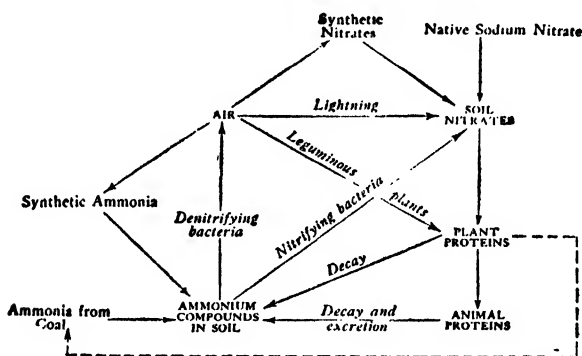 Synthetic
Nitrates
Native Sodium Nitrate
AIR
Lightning
SOIL
NITRATES
Leguminous
plants
Synthetic Ammonia
Denitrifying
bacteria
Nitrifying bacteria
PLANT
PROTEINS
Decay
Ammonia from
Coal
AMMONIUM
COMPOUNDS
IN SOIL
Decay and
excretion
ANIMAL
PROTEINS